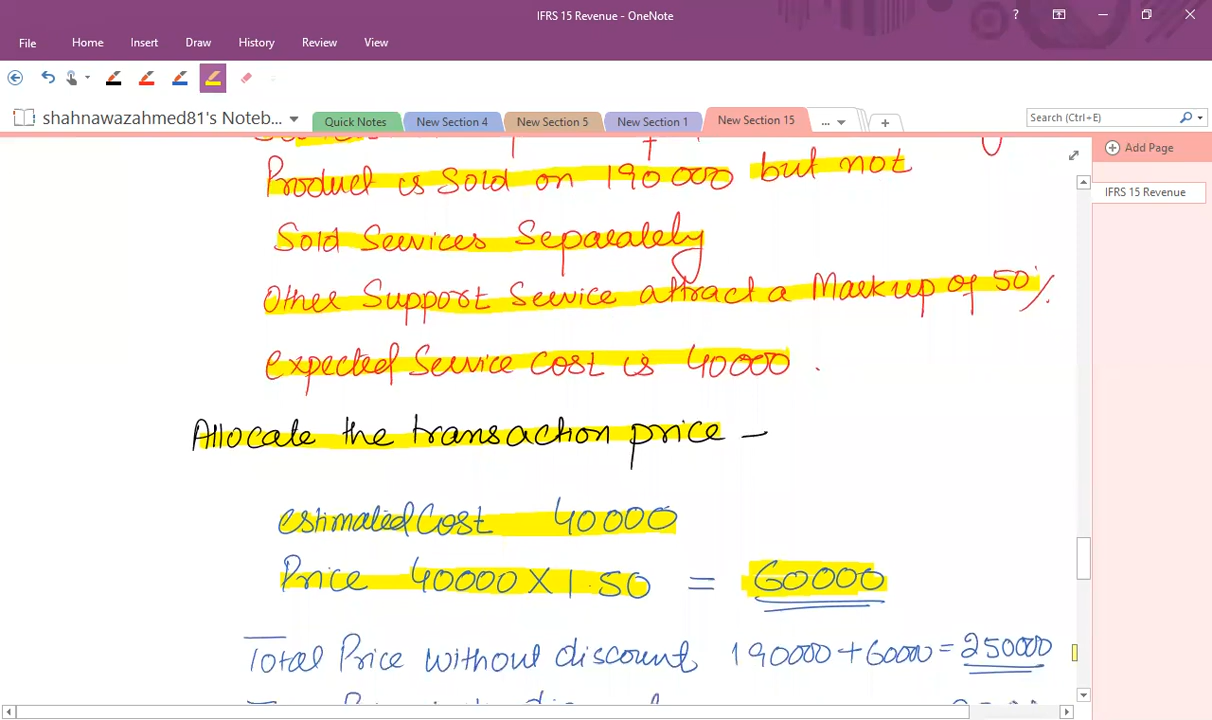 IFRS 15 Revenue - OneNote
?
File Home Insert Draw History Review View
shahnawazahmed81's Noteb... Quick Notes New Section 4 New Section 5 New Section 1 New Section 15 ... + Search (Ctrl+E)
Add Page
IFRS 15 Revenue
Product is Sold on 190000 but not
Sold Services Separately
Other Support Service attract a Mark up of 50%
Expected Service Cost is 40000.
Allocate the transaction price -
estimated Cost 40000
Price 40000 X 1.50 = 60000
Total Price without discount 190000 + 60000 = 250000